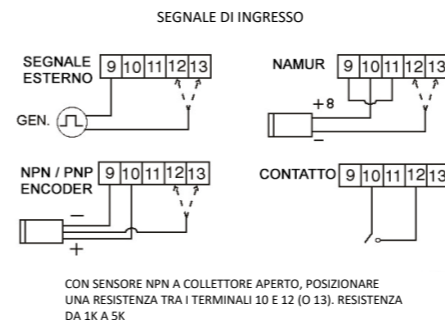 SEGNALE DI INGRESSO
SEGNALE ESTERNO
9 10 11 12 13
GEN.
NAMUR
9 10 11 12 13
+8
−
NPN / PNP ENCODER
9 10 11 12 13
−
+
CONTATTO
9 10 11 12 13
CON SENSORE NPN A COLLETTORE APERTO, POSIZIONARE
UNA RESISTENZA TRA I TERMINALI 10 E 12 (O 13). RESISTENZA
DA 1K A 5K